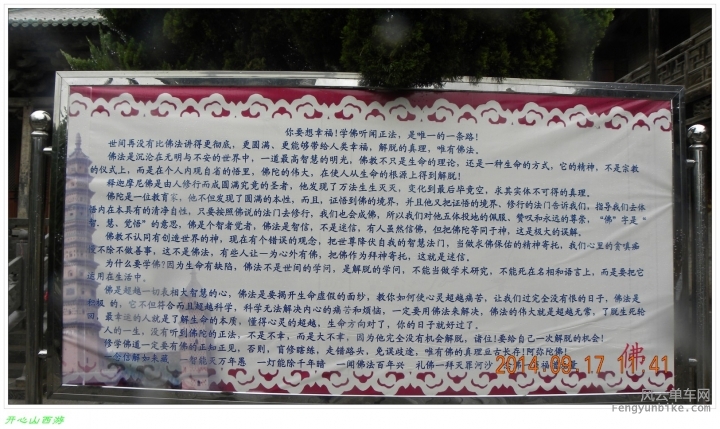 你要想幸福!学佛听闻正法,是唯一的一条路!
世间再没有比佛法讲得更彻底,更圆满、更能够带给人类幸福,解脱的真理,唯有佛法。
佛法是沉沦在光明与不安的世界中,一道最高智慧的明光,佛教不只是生命的理论,还是一种生命的方式,它的精神,不是宗教
的仪式上,而是在个人内观自省的悟里,佛陀的伟大,在使人从生命的根源上得到解脱!
释迦牟尼佛是由人修行而成圆满究竟的圣者,他发现了万法生生灭灭,变化到最后毕竟空,求其实体不可得的真理。
佛陀是一位教育家,他不但发现了圆满的本性,而且,证悟到佛的境界,并且他又把证悟的境界、修行的法门告诉我们,指导我们去体
悟内在本具有的清净自性,只要按照佛说的法门去修行,我们也会成佛,所以我们对他五体投地的佩服、赞叹和永远的尊崇,“佛”字是“
智、觉悟”的意思,佛是个智者觉者,佛法是智信,不是迷信,有人虽然信佛,但把佛陀等同于神,这是极大的误解。
佛教不认同有创造世界的神,现在有个错误的观念,把世界降伏自我的智慧法门,当做求佛保佑的精神寄托,我们心里的贪嗔痴
慢不除不做善事,这不是佛法,有些人让一为心外有佛,把佛作为拜神寄托,这就是迷信。
为什么要学佛?因为生命有缺陷,佛法不是世间的学问,是解脱的学问,不能当做学术研究,不能死在名相和语言上,而是要把它
运用在生活中。
佛是超越一切表相大智慧的心,佛法是要揭开生命虚假的面纱,教你如何使心灵超越痛苦,让我们过完全没有恨的日子,佛法是
积极 的,它不但符合而且超越科学,科学无法解决内心的痛苦和烦恼,一定要用佛法来解决,佛法的伟大就是超越无常,了脱生死轮
回,最幸运的人就是了解生命的本质,懂得心灵的超越,生命方向对了,你的日子就好过了。
人的一生,没有听到佛陀的正法,不是不幸,而是大不幸,因为他完全没有机会解脱,诸位!要给自己一次解脱的机会!
修学佛道一定要有佛的正知正见,否则,盲修瞎练,走错路头,免误歧途,唯有佛的真理亘古长存!阿弥陀佛!
一智能灭万年愚 一灯能除千年暗 一闻佛法百年兴 礼佛一拜灭罪河沙
佛
2014.09.17 11:41
风云单车网
Fengyunbike.com
开心山西游